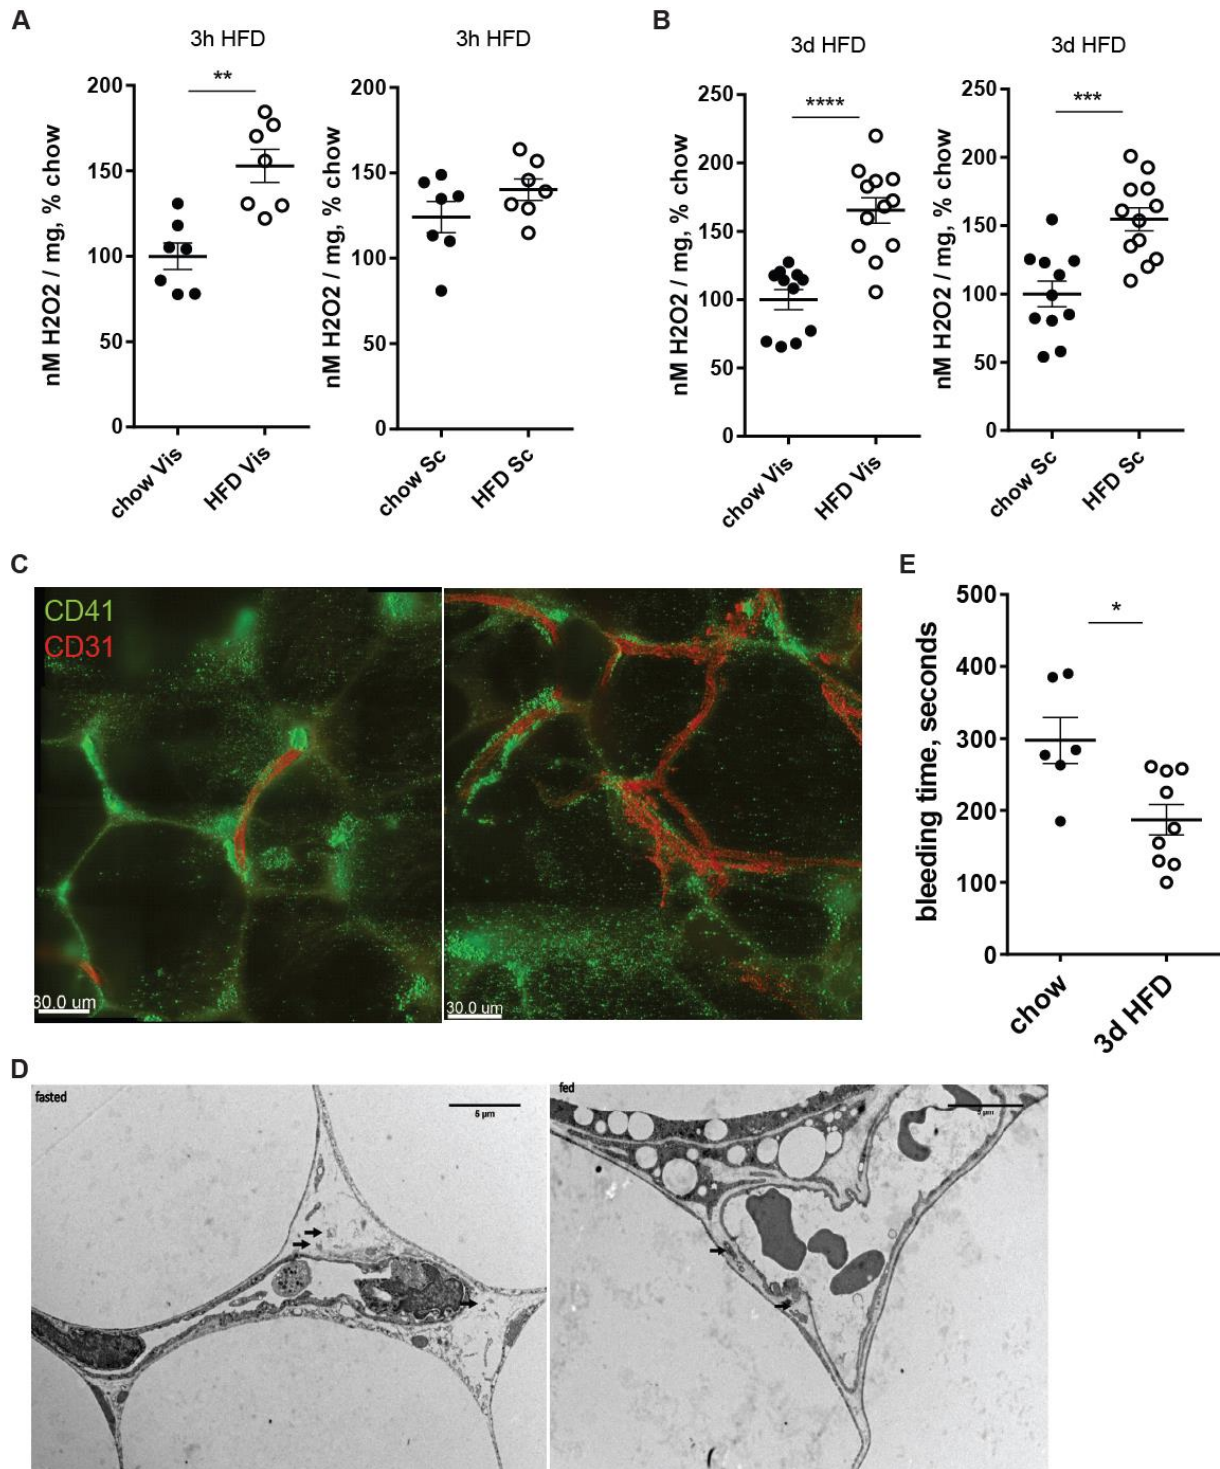 A
3h HFD
**
nM H2O2 / mg, % chow
200
150
100
50
0
chow Vis
HFD Vis
3h HFD
nM H2O2 / mg, % chow
200
150
100
50
0
chow Sc
HFD Sc
B
3d HFD
****
nM H2O2 / mg, % chow
250
200
150
100
50
0
chow Vis
HFD Vis
3d HFD
***
nM H2O2 / mg, % chow
250
200
150
100
50
0
chow Sc
HFD Sc
C
CD41
CD31
30.0 um
30.0 um
E
*
bleeding time, seconds
500
400
300
200
100
0
chow
3d HFD
D
fasted
5 µm
fed
5 µm